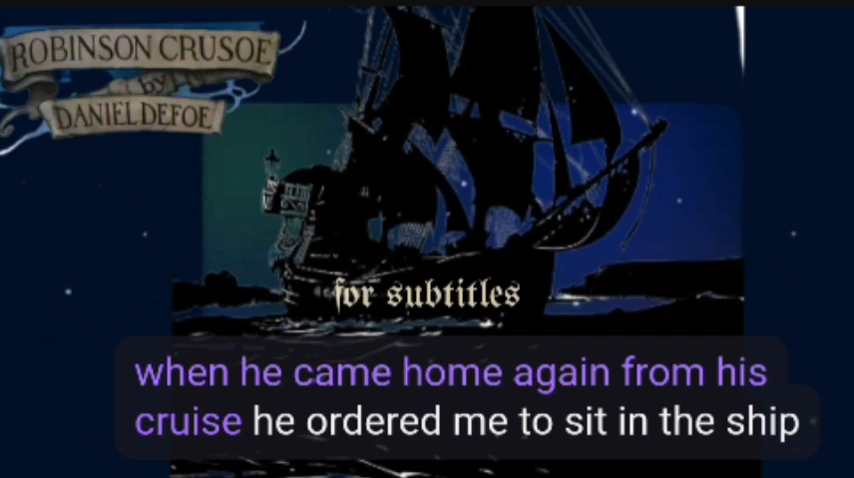 ROBINSON CRUSOE
by
DANIEL DEFOE
for subtitles
when he came home again from his
cruise he ordered me to sit in the ship